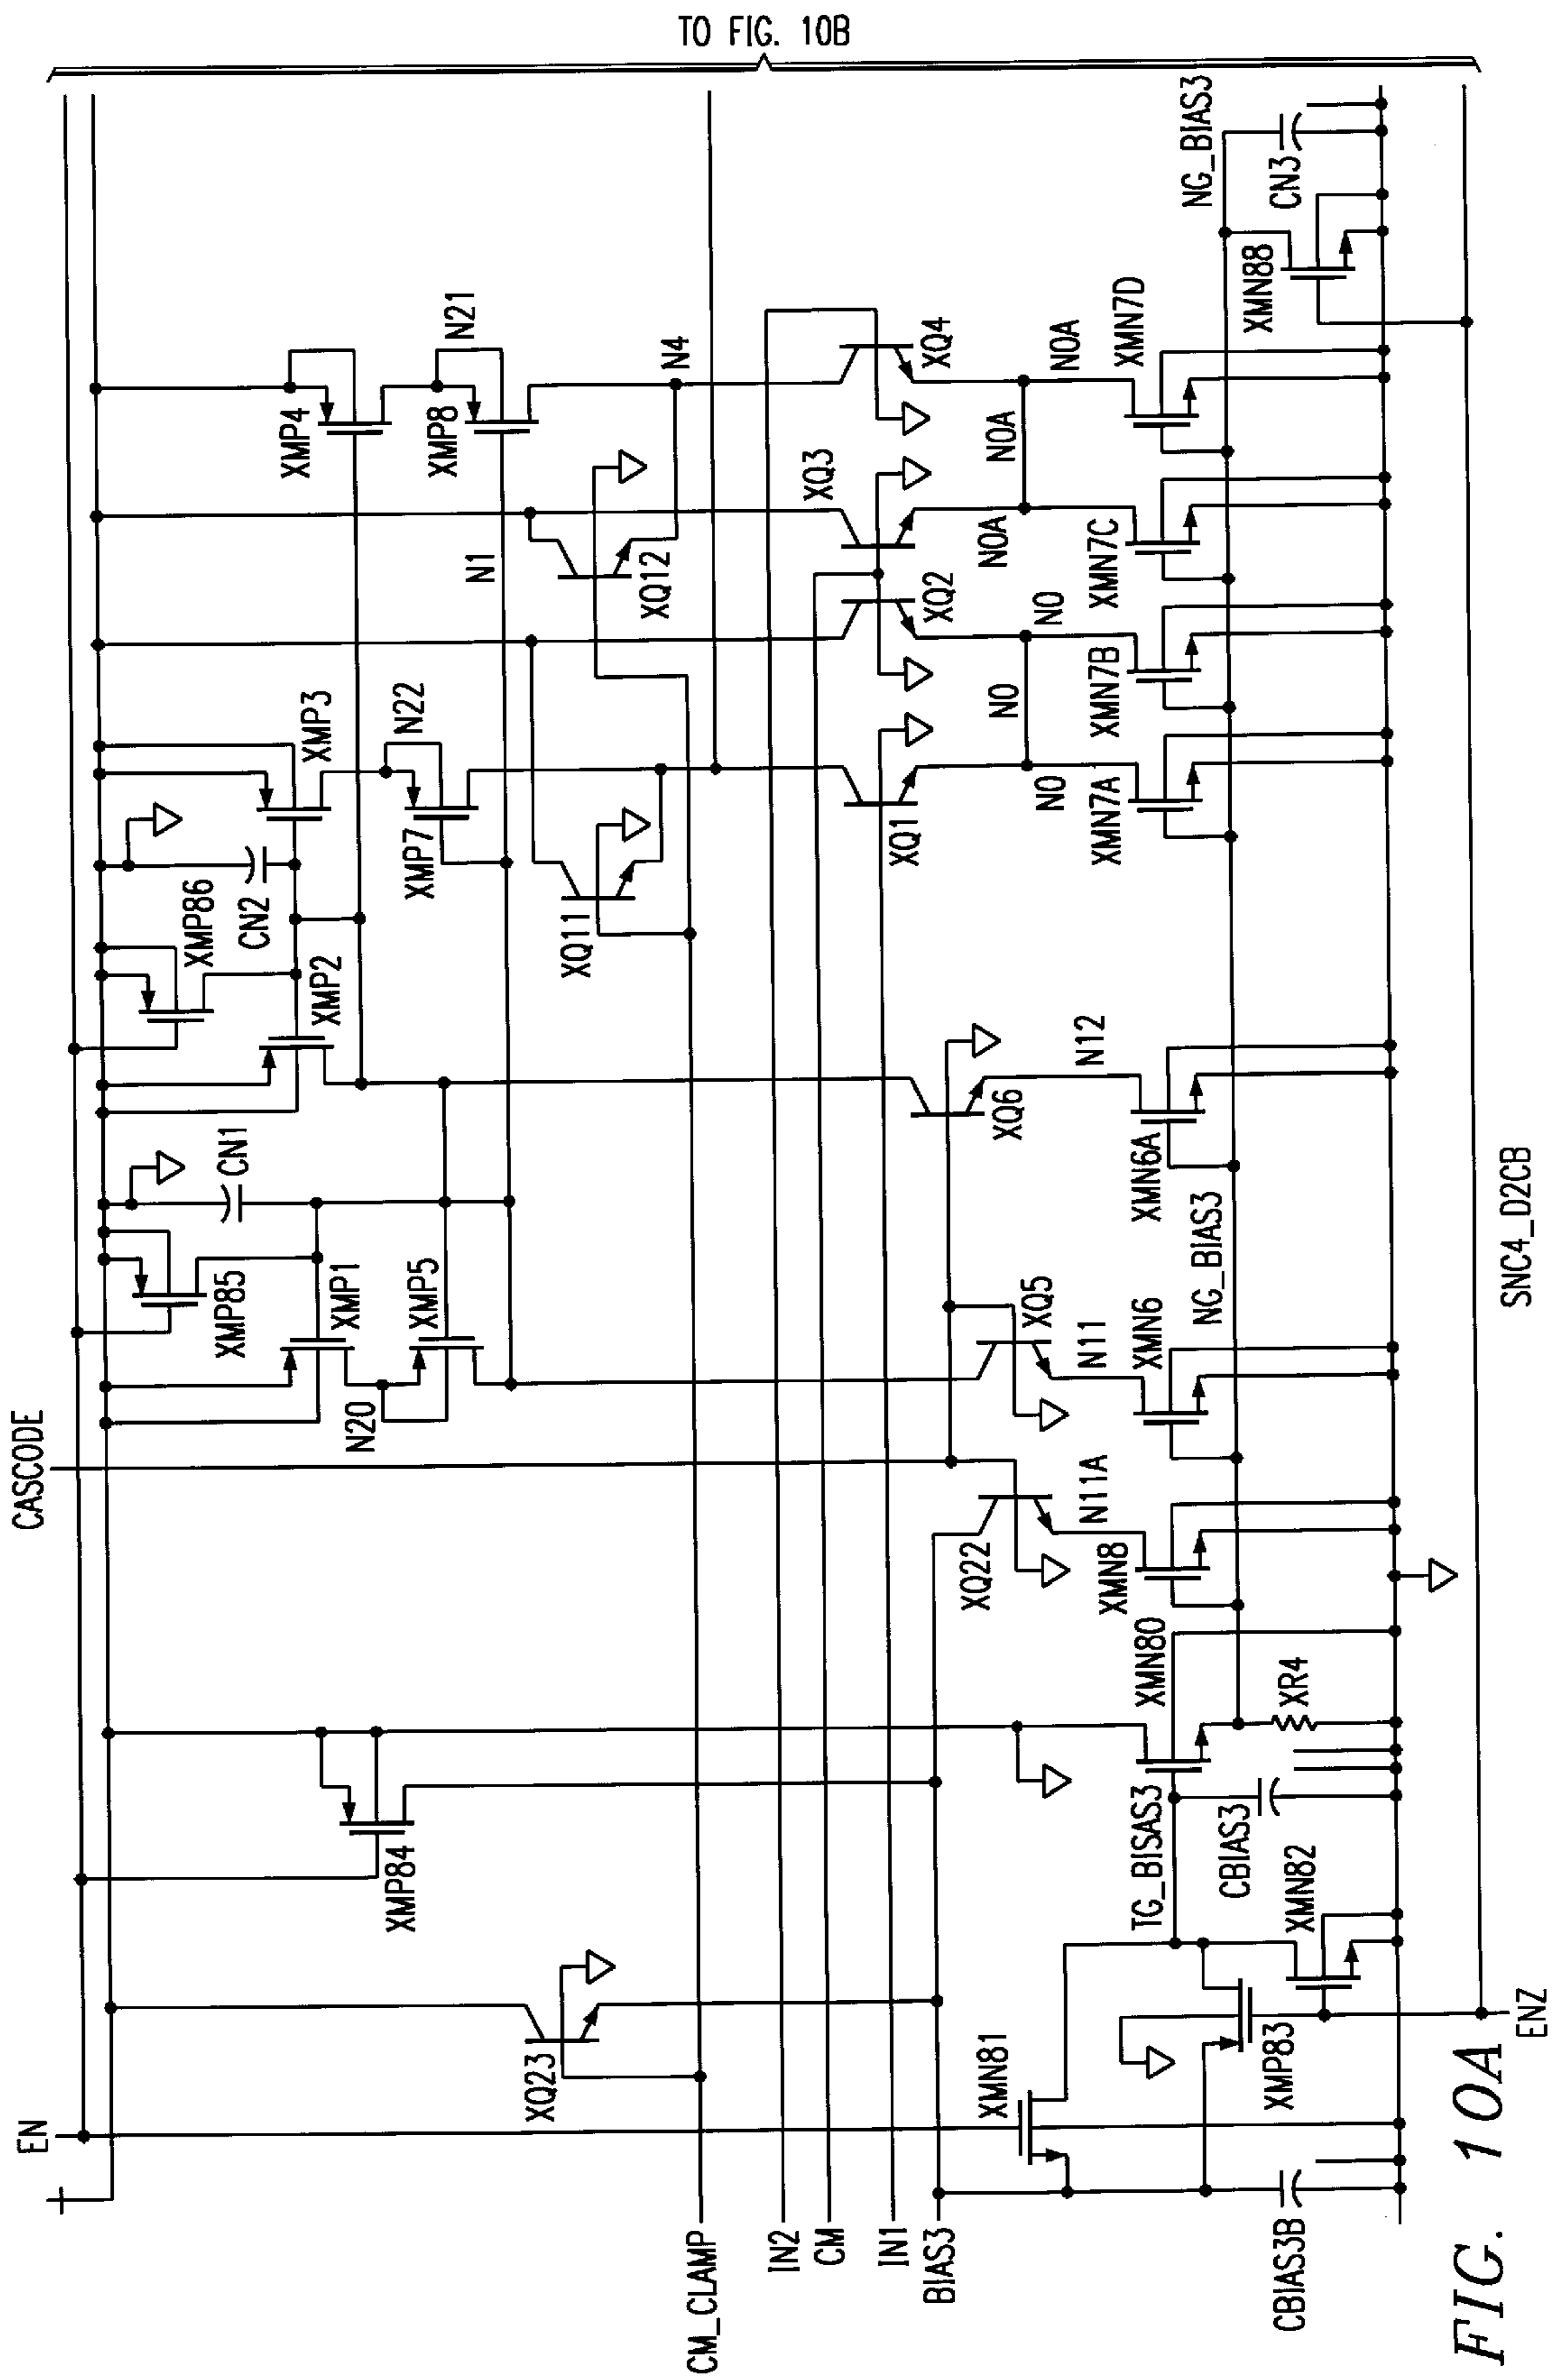 TO FIG. 10B
EN
CASCODE
XMP85
CN1
XMP86
CN2
XMP1
XMP2
XMP3
XMP4
N20
N22
N21
XMP84
XMP5
XMP7
XMP8
N1
XQ23
XQ11
XQ12
N4
CM_CLAMP
IN2
CM
IN1
BIAS3
XQ22
XQ5
XQ6
XQ1
XQ2
XQ3
XQ4
N11A
N11
N12
N0
N0
N0
N0A
N0A
N0A
XMN81
TG_BISAS3
XMN80
XMN8
XMN6
XMN6A
XMN7A
XMN7B
XMN7C
XMN7D
NG_BIAS3
NG_BIAS3
CBIAS3B
XMP83
XMN82
CBIAS3
XR4
XMN88
CN3
ENZ
SNC4_D2CB
FIG. 10A